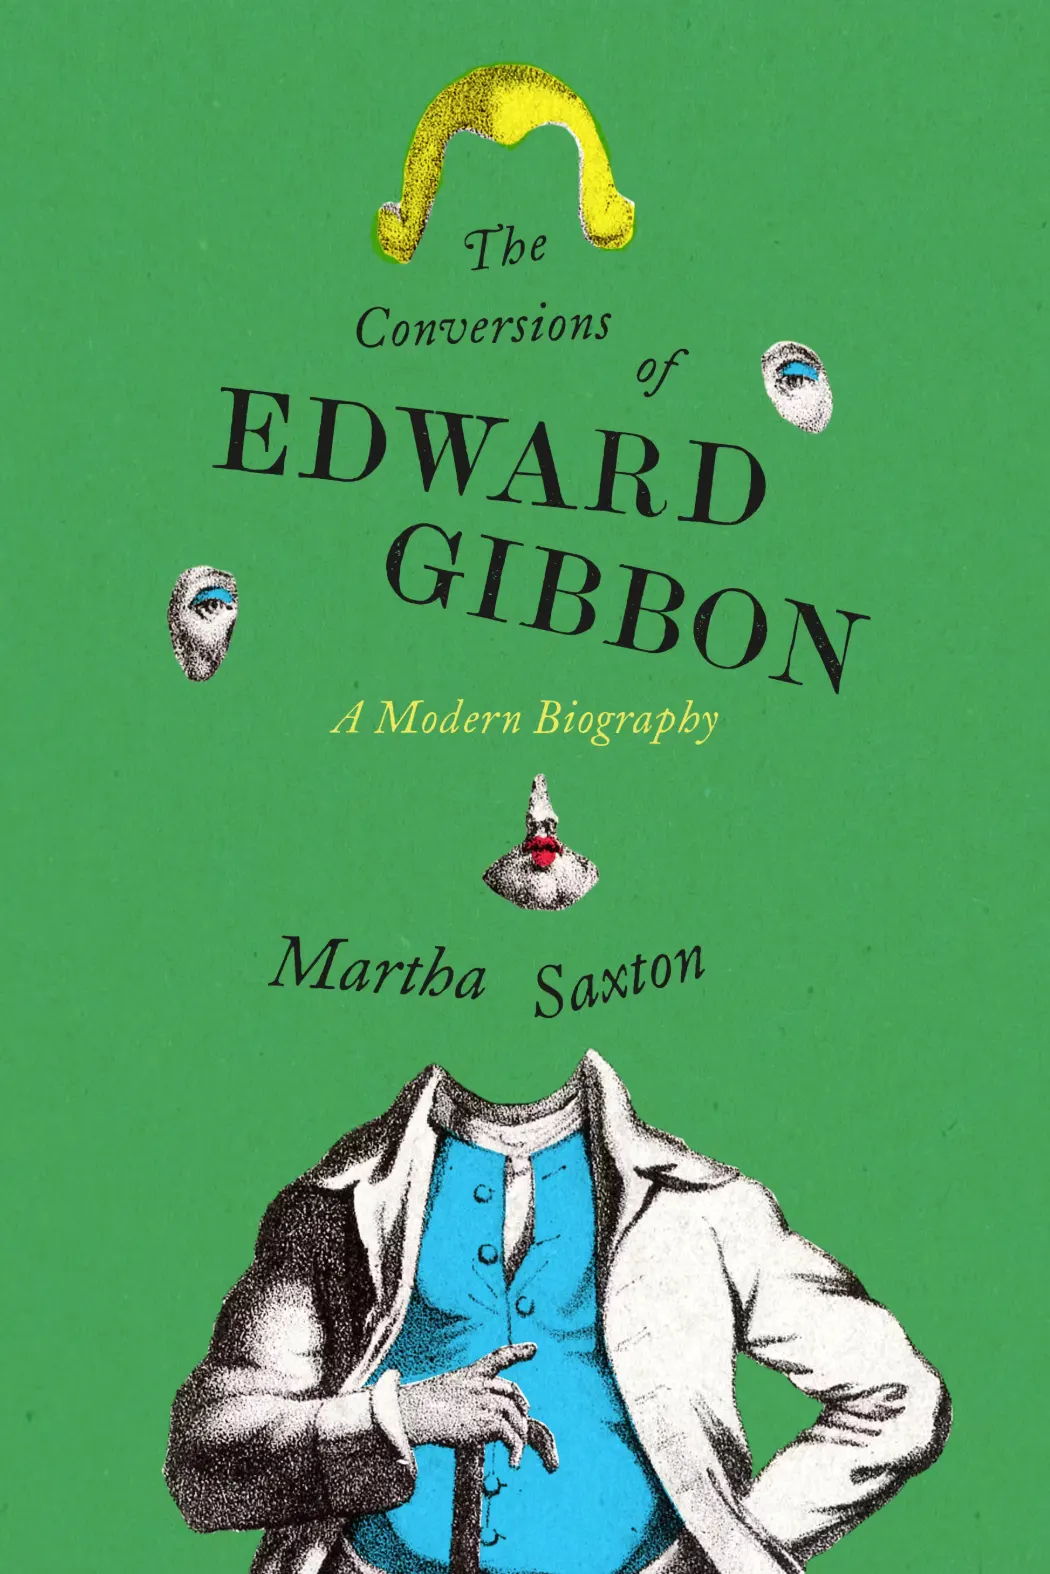 The
Conversions
of
EDWARD
GIBBON
A Modern Biography
Martha Saxton